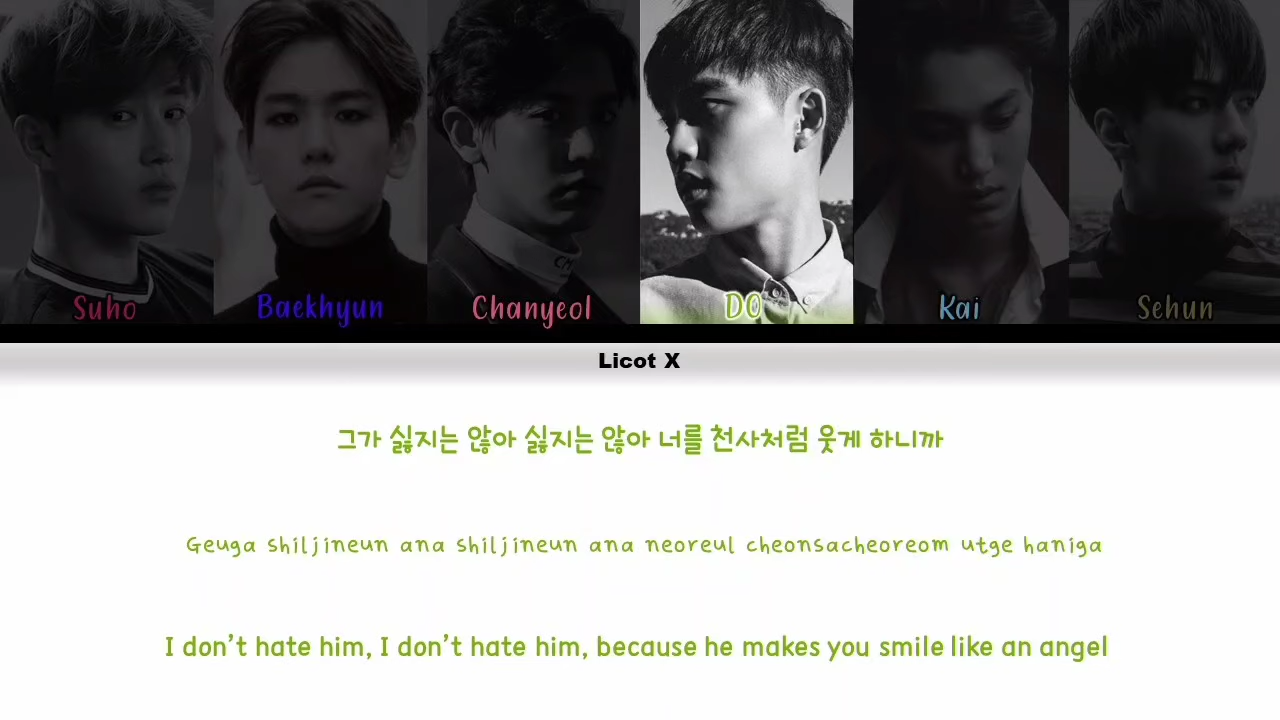 Suho Baekhyun Chanyeol DO Kai Sehun
Licot X
그가 싫지는 않아 싫지는 않아 너를 천사처럼 웃게 하니까
Geuga shiljineun ana shiljineun ana neoreul cheonsacheoreom utge haniga
I don't hate him, I don't hate him, because he makes you smile like an angel